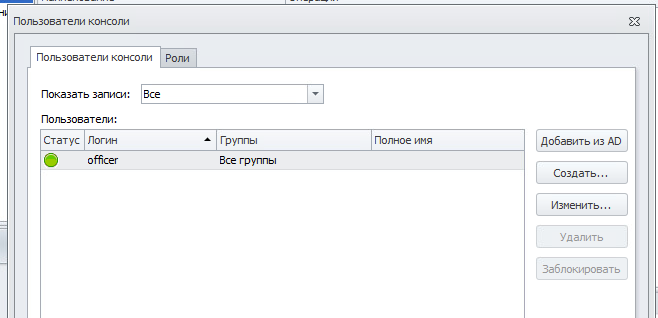 Пользователи консоли
Пользователи консоли
Роли
Показать записи: Все
Пользователи:
Статус Логин Группы Полное имя
officer Все группы
Добавить из AD
Создать...
Изменить...
Удалить
Заблокировать